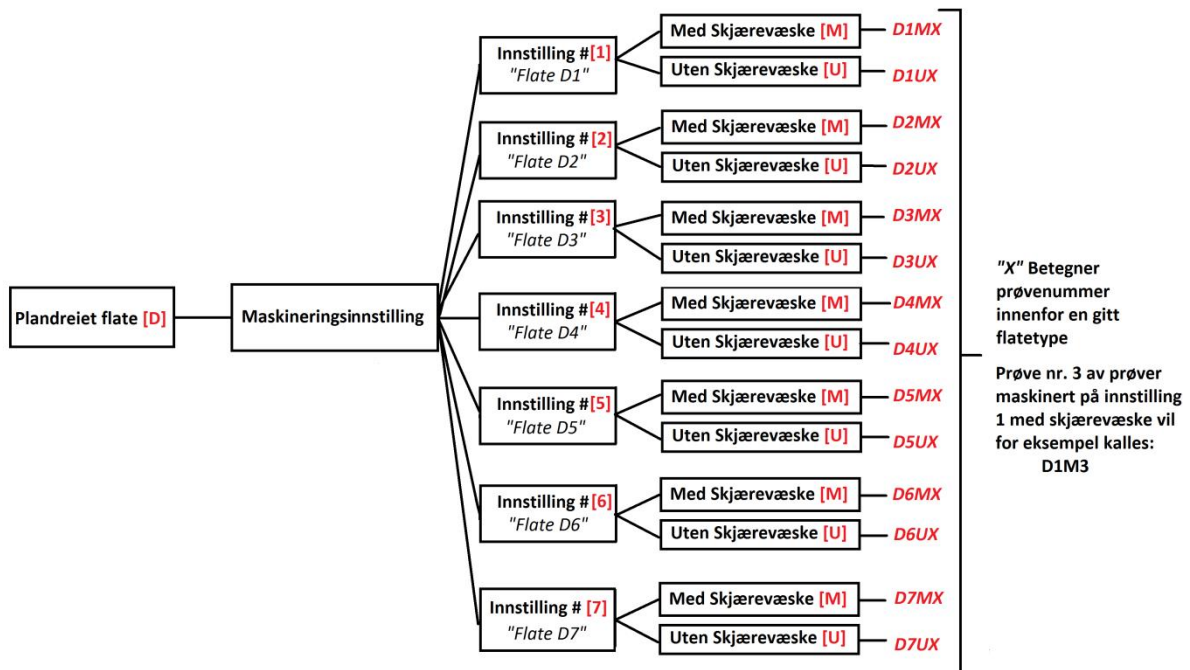 Plandreiet flate [D]
Maskineringsinnstilling
Innstilling #[1]
"Flate D1"
Med Skjærevæske [M]
D1MX
Uten Skjærevæske [U]
D1UX
Innstilling #[2]
"Flate D2"
Med Skjærevæske [M]
D2MX
Uten Skjærevæske [U]
D2UX
Innstilling #[3]
"Flate D3"
Med Skjærevæske [M]
D3MX
Uten Skjærevæske [U]
D3UX
Innstilling #[4]
"Flate D4"
Med Skjærevæske [M]
D4MX
Uten Skjærevæske [U]
D4UX
Innstilling #[5]
"Flate D5"
Med Skjærevæske [M]
D5MX
Uten Skjærevæske [U]
D5UX
Innstilling #[6]
"Flate D6"
Med Skjærevæske [M]
D6MX
Uten Skjærevæske [U]
D6UX
Innstilling # [7]
"Flate D7"
Med Skjærevæske [M]
D7MX
Uten Skjærevæske [U]
D7UX
"X" Betegner
prøvenummer
innenfor en gitt
flatetype
Prøve nr. 3 av prøver
maskinert på innstilling
1 med skjærevæske vil
for eksempel kalles:
D1M3